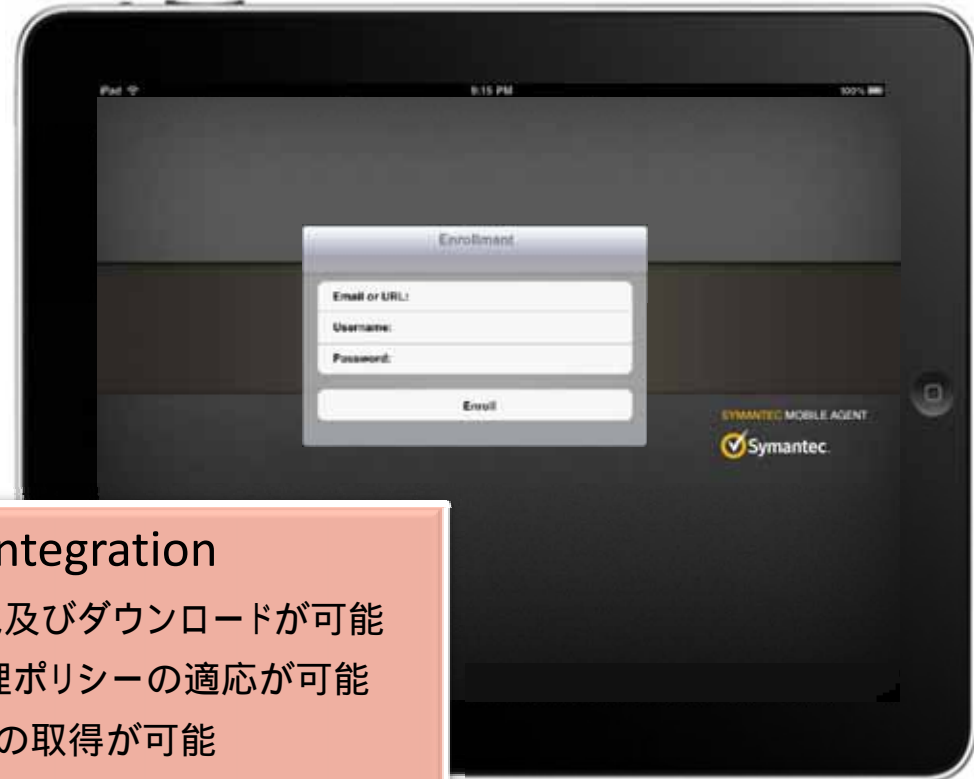 iPad
9:15 PM
100%
Enrollment
Email or URL:
Username:
Password:
Enroll
SYMANTEC MOBILE AGENT
Symantec.
ntegration
及びダウンロードが可能
理ポリシーの適応が可能
の取得が可能